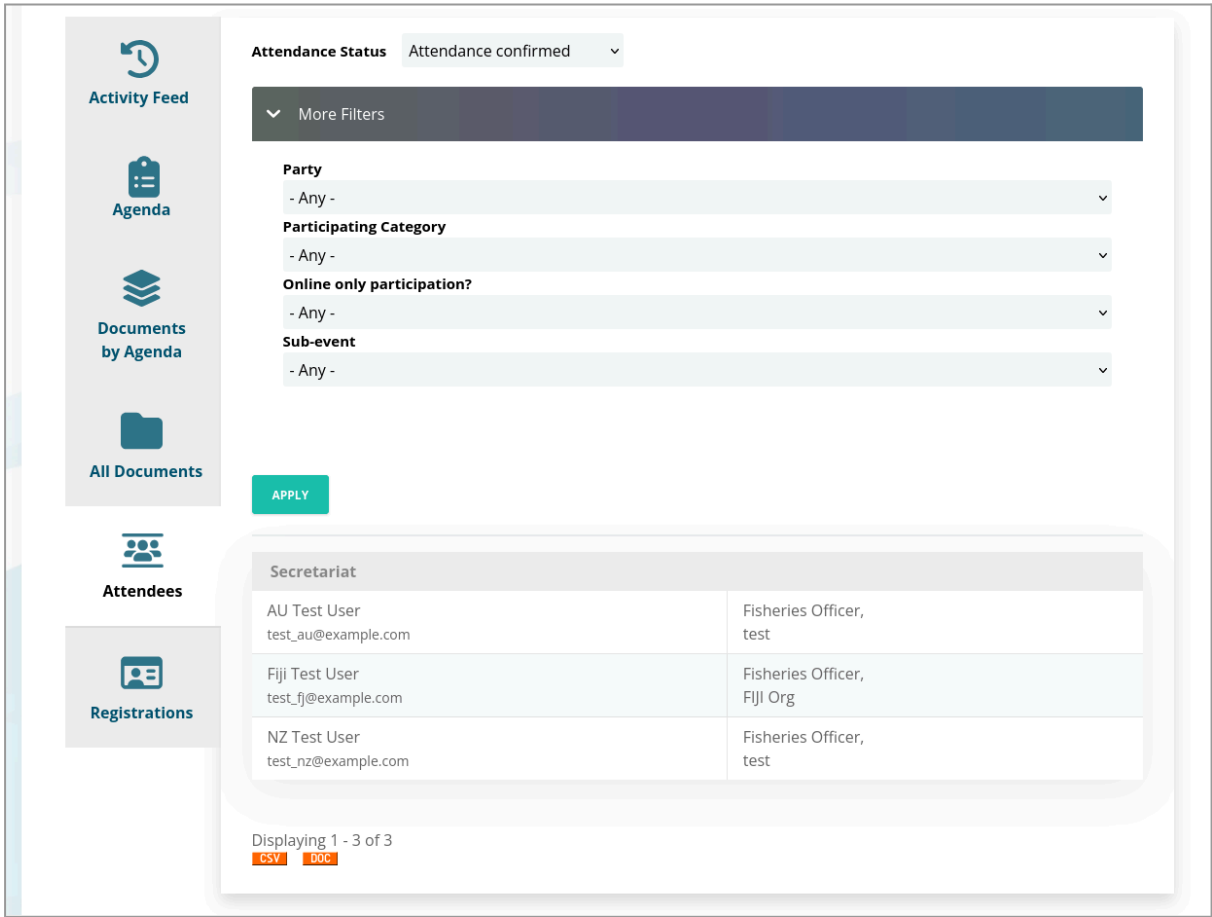 Activity Feed
Agenda
Documents
by Agenda
All Documents
Attendees
Registrations
Attendance Status Attendance confirmed
More Filters
Party
- Any -
Participating Category
- Any -
Online only participation?
- Any -
Sub-event
- Any -
APPLY
Secretariat
AU Test User Fisheries Officer,
test_au@example.com test
Fiji Test User Fisheries Officer,
test_fj@example.com FIJI Org
NZ Test User Fisheries Officer,
test_nz@example.com test
Displaying 1 - 3 of 3
CSV DOC